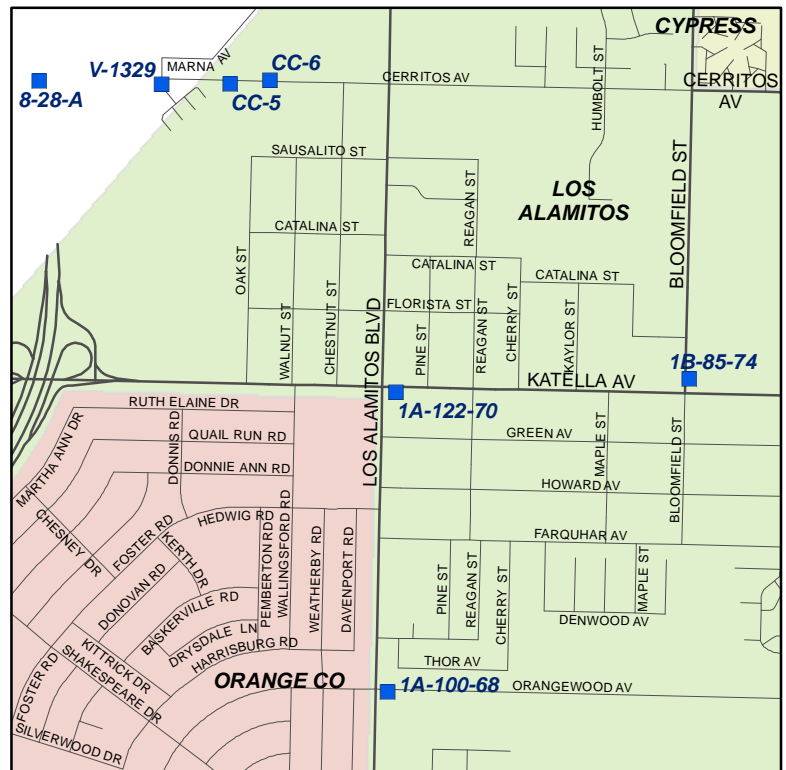 CYPRESS
MARNA AV
V-1329
CC-6
CERRITOS AV
CERRITOS
AV
8-28-A
CC-5
HUMBOLT ST
SAUSALITO ST
REAGAN ST
LOS
ALAMITOS
BLOOMFIELD ST
CATALINA ST
OAK ST
CATALINA ST
CATALINA ST
FLORISTA ST
WALNUT ST
CHESTNUT ST
LOS ALAMITOS BLVD
PINE ST
REAGAN ST
CHERRY ST
KAYLOR ST
1B-85-74
KATELLA AV
1A-122-70
RUTH ELAINE DR
MARTHA ANN DR
DONNIS RD
QUAIL RUN RD
GREEN AV
MAPLE ST
BLOOMFIELD ST
DONNIE ANN RD
HOWARD AV
CHESNEY DR
FOSTER RD
HEDWIG RD
PEMBERTON RD
WALLINGSFORD RD
WEATHERBY RD
DAVENPORT RD
FARQUHAR AV
KERTH DR
DONOVAN RD
BASKERVILLE RD
PINE ST
REAGAN ST
CHERRY ST
MAPLE ST
DENWOOD AV
DRYSDALE LN
HARRISBURG RD
KITTRICK DR
SHAKESPEARE DR
THOR AV
FOSTER RD
ORANGE CO
1A-100-68
ORANGEWOOD AV
SILVERWOOD DR